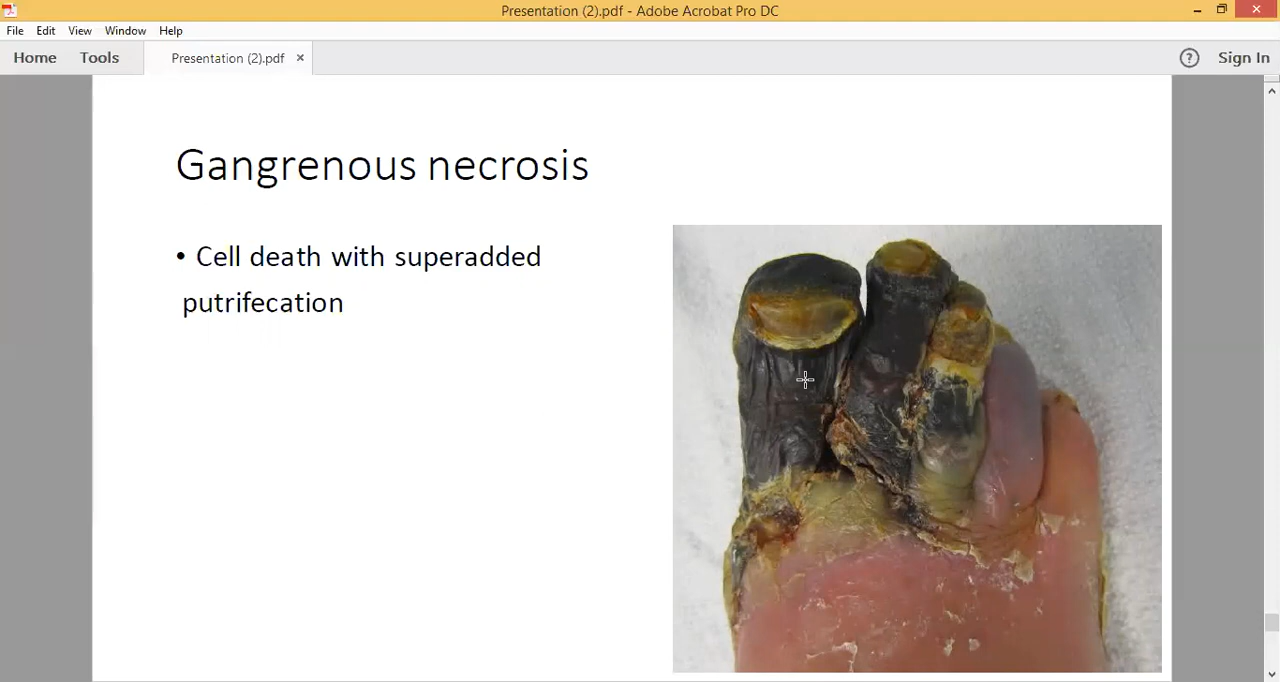 Presentation (2).pdf - Adobe Acrobat Pro DC
File Edit View Window Help
Home Tools Presentation (2).pdf × ? Sign In
Gangrenous necrosis
• Cell death with superadded
putrifecation